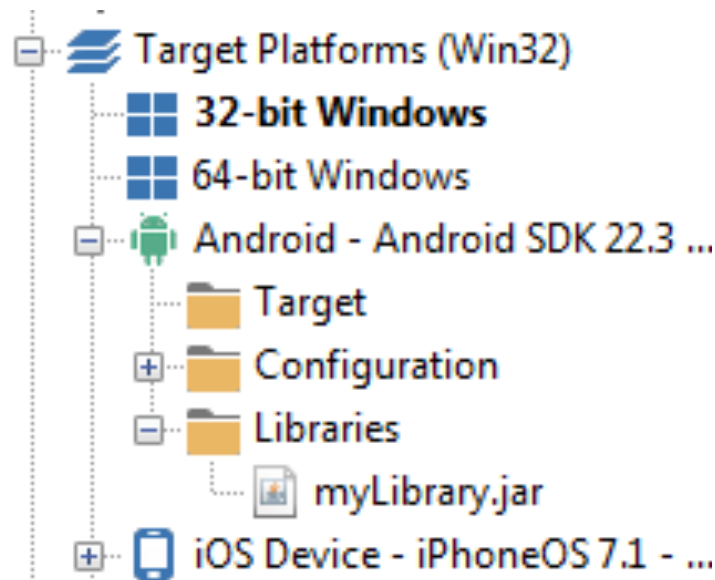 Target Platforms (Win32)
32-bit Windows
64-bit Windows
Android - Android SDK 22.3 ...
Target
Configuration
Libraries
myLibrary.jar
iOS Device - iPhoneOS 7.1 - ...